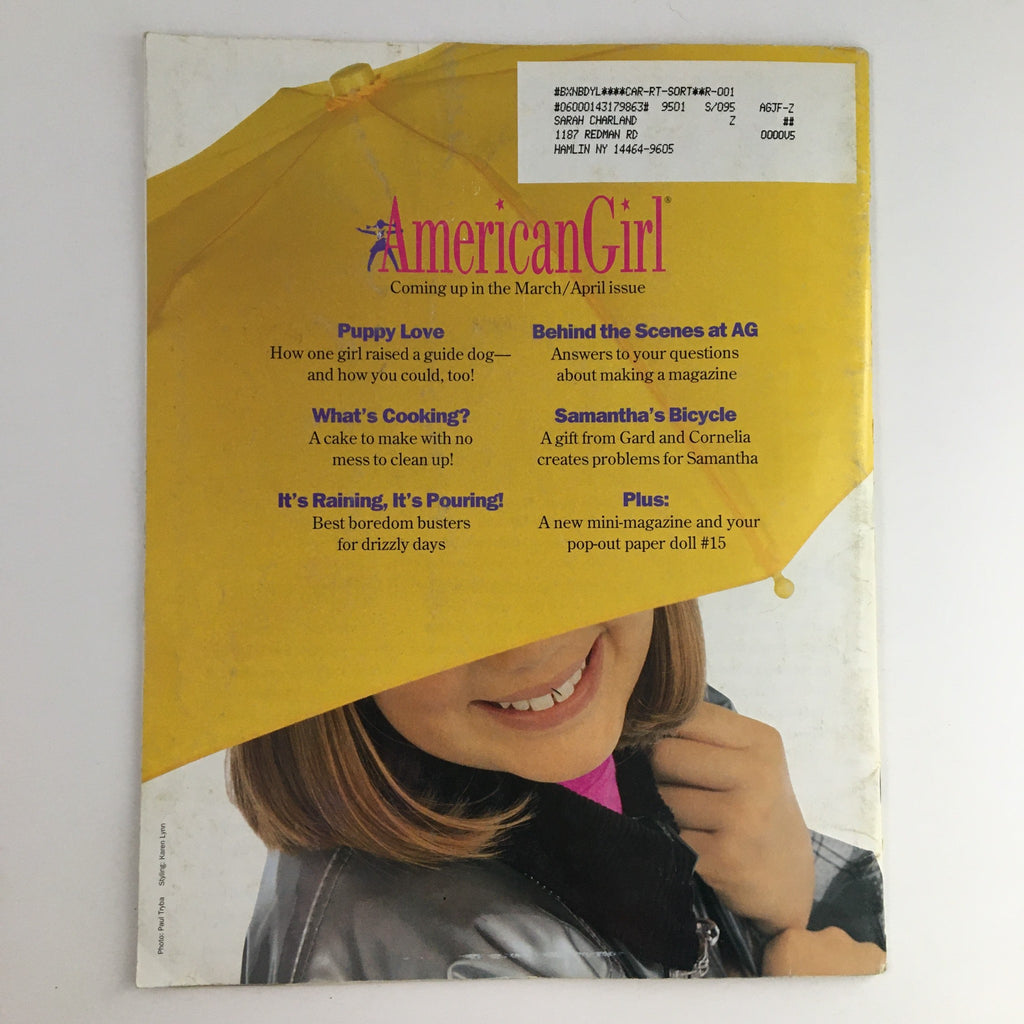 #BXNBDYL****CAR-RT-SORT**R-001
#06000143179863# 9501 S/095 AGJF-Z
SARAH CHARLAND Z ##
1187 REDMAN RD 0000V5
HAMLIN NY 14464-9605
AmericanGirl®
Coming up in the March/April issue
Puppy Love
How one girl raised a guide dog—
and how you could, too!
What's Cooking?
A cake to make with no
mess to clean up!
It's Raining, It's Pouring!
Best boredom busters
for drizzly days
Behind the Scenes at AG
Answers to your questions
about making a magazine
Samantha's Bicycle
A gift from Gard and Cornelia
creates problems for Samantha
Plus:
A new mini-magazine and your
pop-out paper doll #15
Photo: Paul Tryba Styling: Karen Lynn